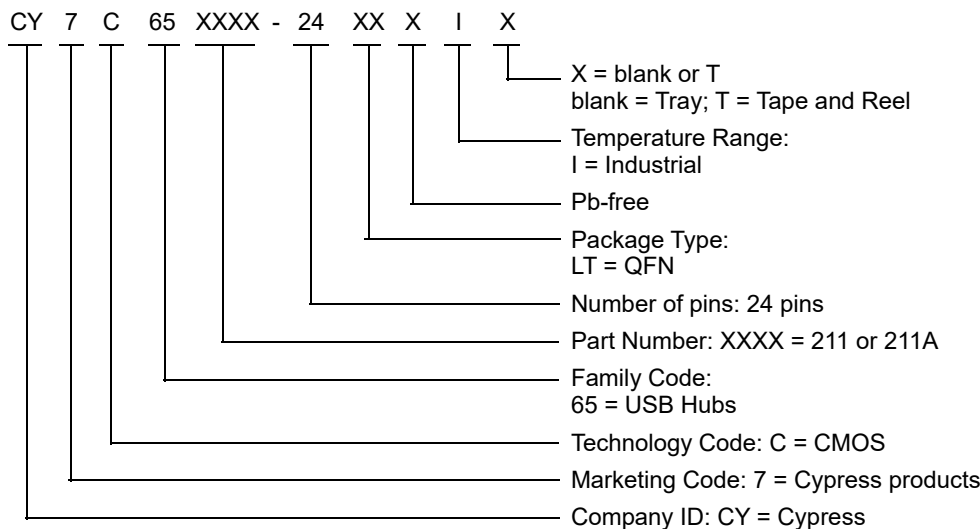 CY 7 C 65 XXXX - 24 XX X I X
X = blank or T
blank = Tray; T = Tape and Reel
Temperature Range:
I = Industrial
Pb-free
Package Type:
LT = QFN
Number of pins: 24 pins
Part Number: XXXX = 211 or 211A
Family Code:
65 = USB Hubs
Technology Code: C = CMOS
Marketing Code: 7 = Cypress products
Company ID: CY = Cypress